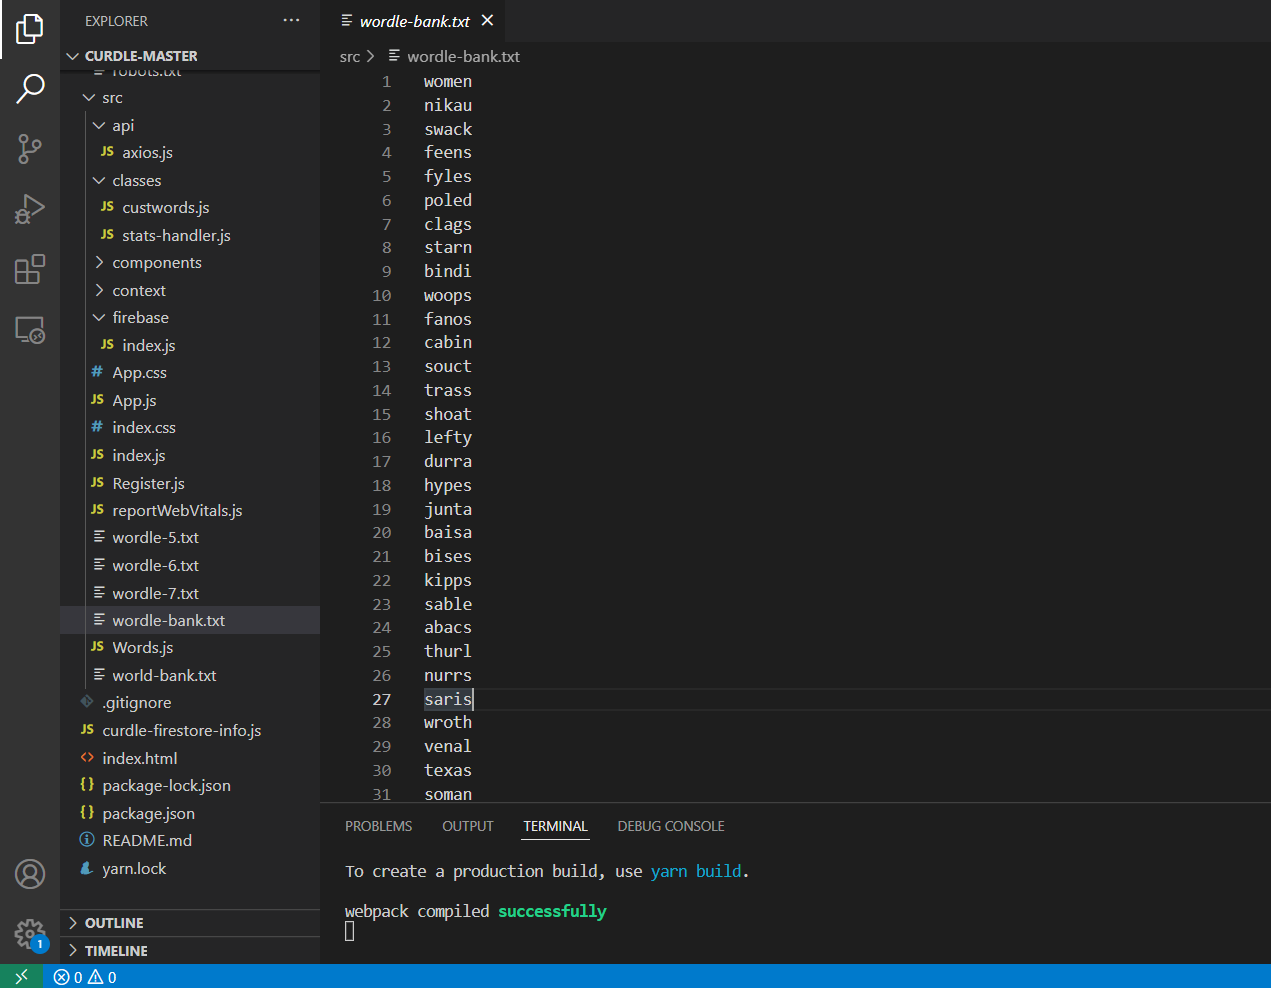 EXPLORER
CURDLE-MASTER
robots.txt
src
api
JS axios.js
classes
JS custwords.js
JS stats-handler.js
components
context
firebase
JS index.js
# App.css
JS App.js
# index.css
JS index.js
JS Register.js
JS reportWebVitals.js
wordle-5.txt
wordle-6.txt
wordle-7.txt
wordle-bank.txt
JS Words.js
world-bank.txt
.gitignore
JS curdle-firestore-info.js
<> index.html
{} package-lock.json
{} package.json
README.md
yarn.lock
OUTLINE
TIMELINE
1
wordle-bank.txt
src > wordle-bank.txt
1 women
2 nikau
3 swack
4 feens
5 fyles
6 poled
7 clags
8 starn
9 bindi
10 woops
11 fanos
12 cabin
13 souct
14 trass
15 shoat
16 lefty
17 durra
18 hypes
19 junta
20 baisa
21 bises
22 kipps
23 sable
24 abacs
25 thurl
26 nurrs
27 saris
28 wroth
29 venal
30 texas
31 soman
PROBLEMS OUTPUT TERMINAL DEBUG CONSOLE
To create a production build, use yarn build.
webpack compiled successfully
0 0